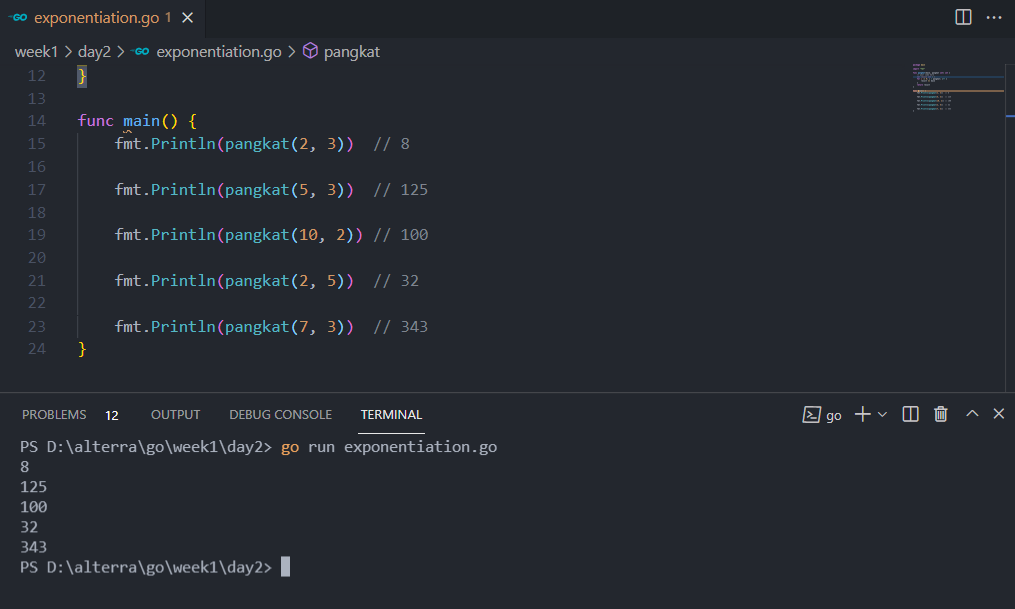 GO exponentiation.go 1
week1 > day2 > GO exponentiation.go > pangkat
12 }
13
14 func main() {
15 fmt.Println(pangkat(2, 3)) // 8
16
17 fmt.Println(pangkat(5, 3)) // 125
18
19 fmt.Println(pangkat(10, 2)) // 100
20
21 fmt.Println(pangkat(2, 5)) // 32
22
23 fmt.Println(pangkat(7, 3)) // 343
24 }
PROBLEMS 12 OUTPUT DEBUG CONSOLE TERMINAL go
PS D:\alterra\go\week1\day2> go run exponentiation.go
8
125
100
32
343
PS D:\alterra\go\week1\day2>